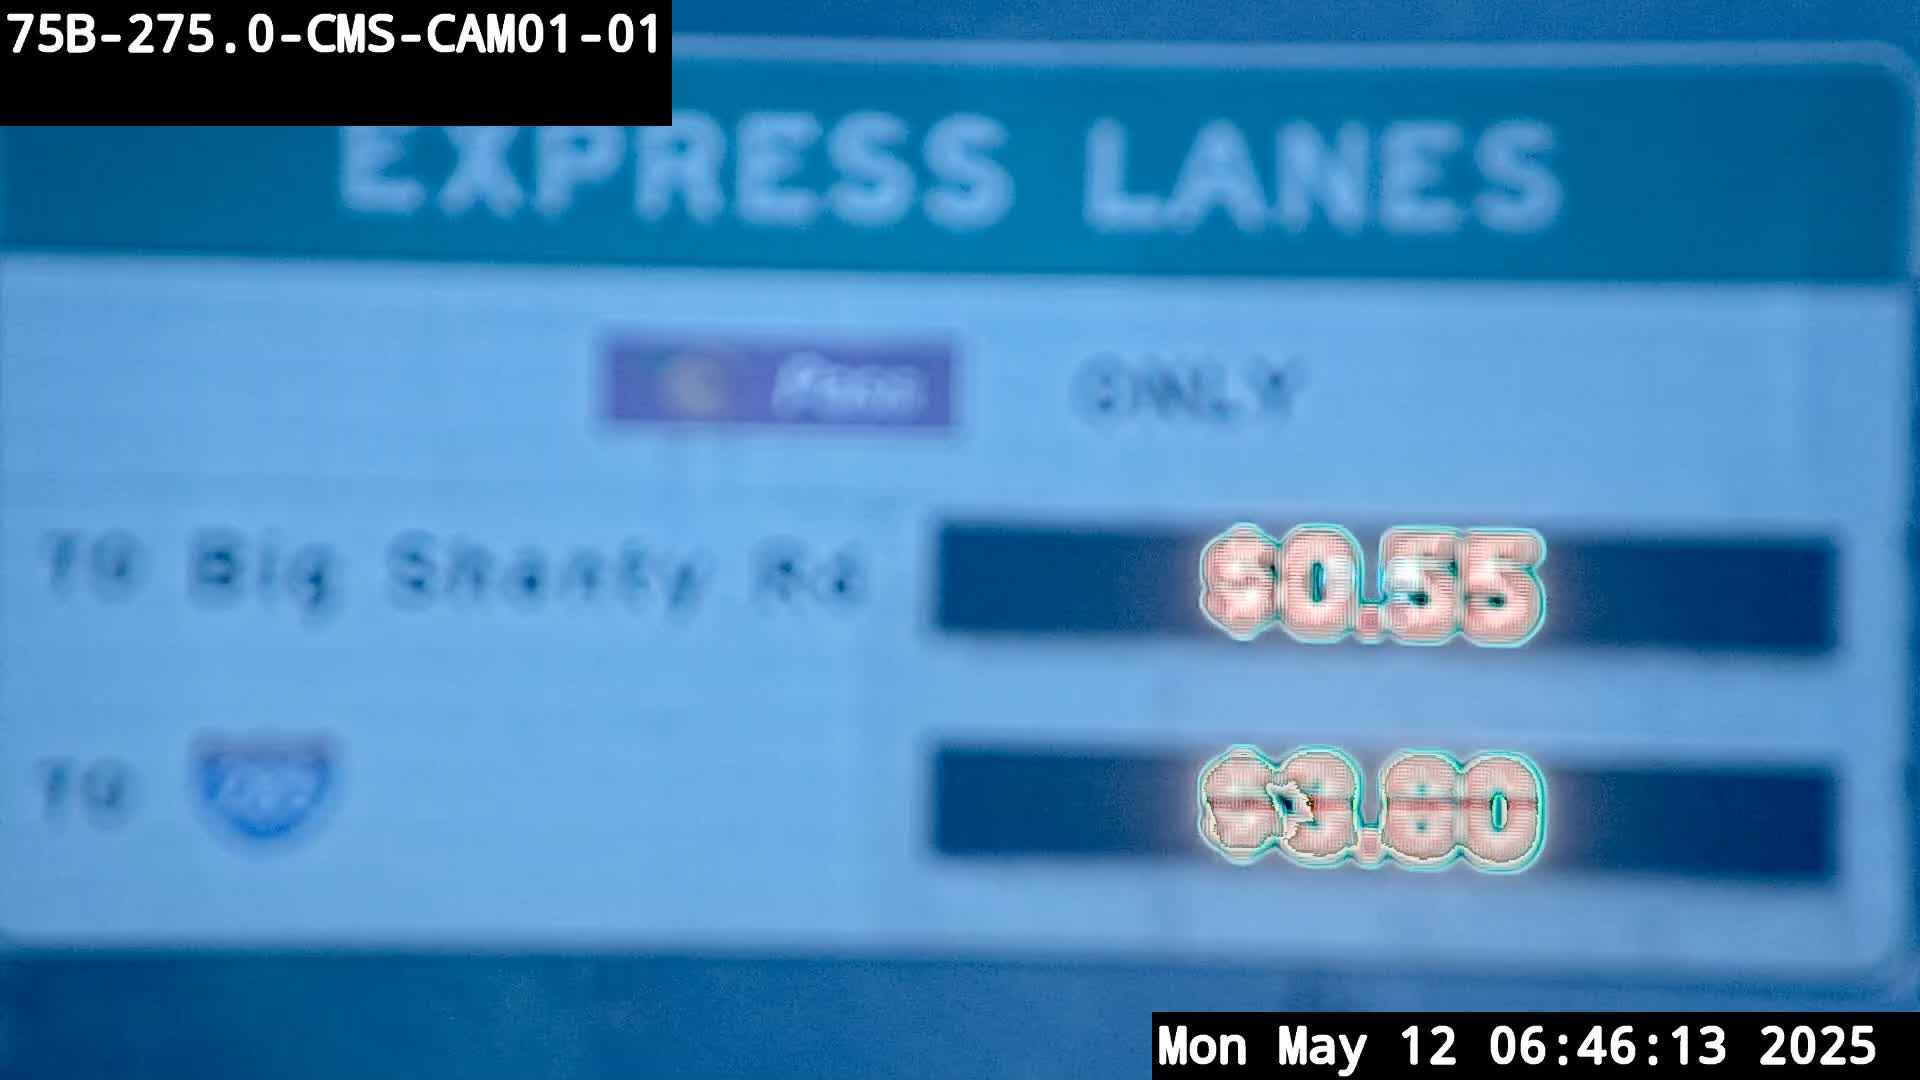 75B-275.0-CMS-CAM01-01
EXPRESS LANES
Pass ONLY
TO Big Shanty Rd $0.55
TO $3.80
Mon May 12 06:46:13 2025